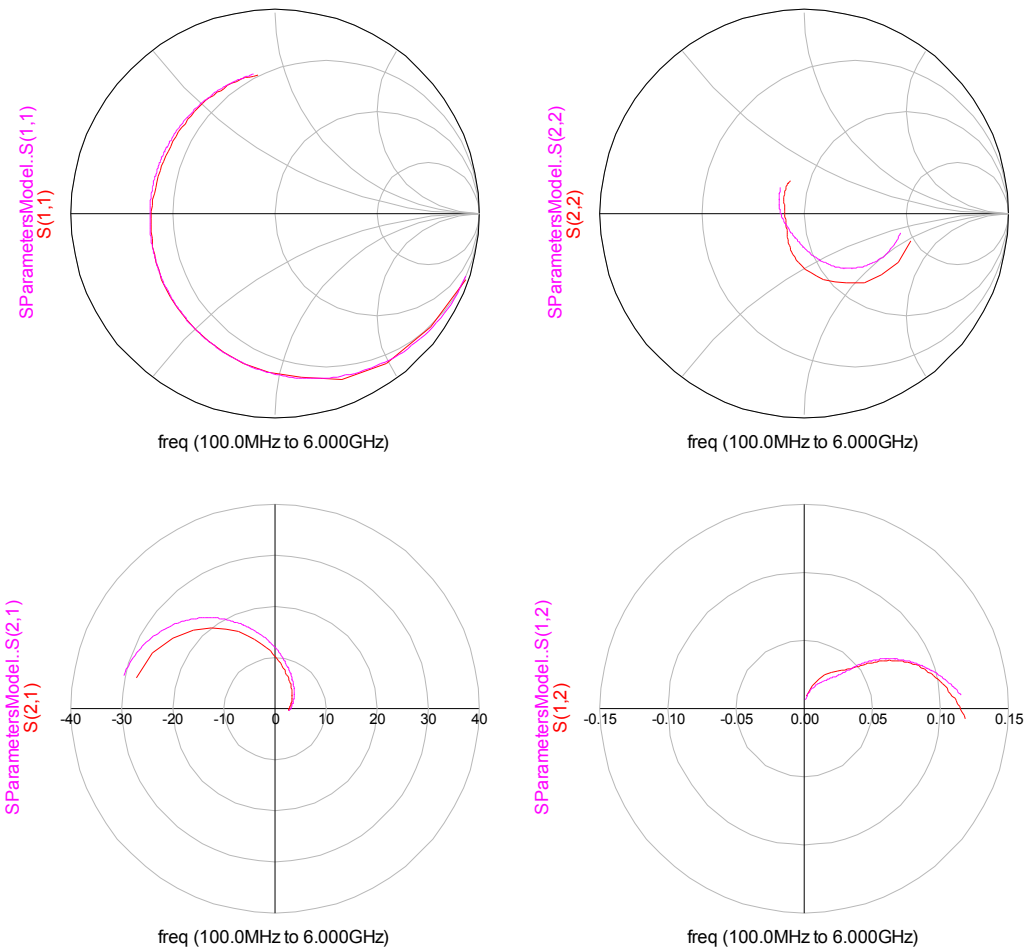 SParametersModel..S(1,1)
S(1,1)
freq (100.0MHz to 6.000GHz)
SParametersModel..S(2,2)
S(2,2)
freq (100.0MHz to 6.000GHz)
SParametersModel..S(2,1)
S(2,1)
-40 -30 -20 -10 0 10 20 30 40
freq (100.0MHz to 6.000GHz)
SParametersModel..S(1,2)
S(1,2)
-0.15 -0.10 -0.05 0.00 0.05 0.10 0.15
freq (100.0MHz to 6.000GHz)